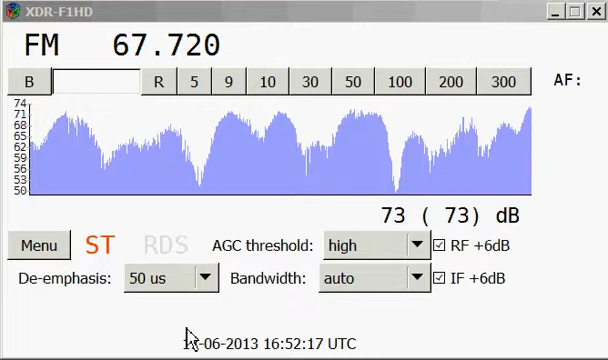 XDR-F1HD
FM 67.720
B R 5 9 10 30 50 100 200 300 AF:
74
71
68
65
62
59
56
53
50
73 ( 73) dB
Menu ST RDS AGC threshold: high RF +6dB
De-emphasis: 50 us Bandwidth: auto IF +6dB
-06-2013 16:52:17 UTC